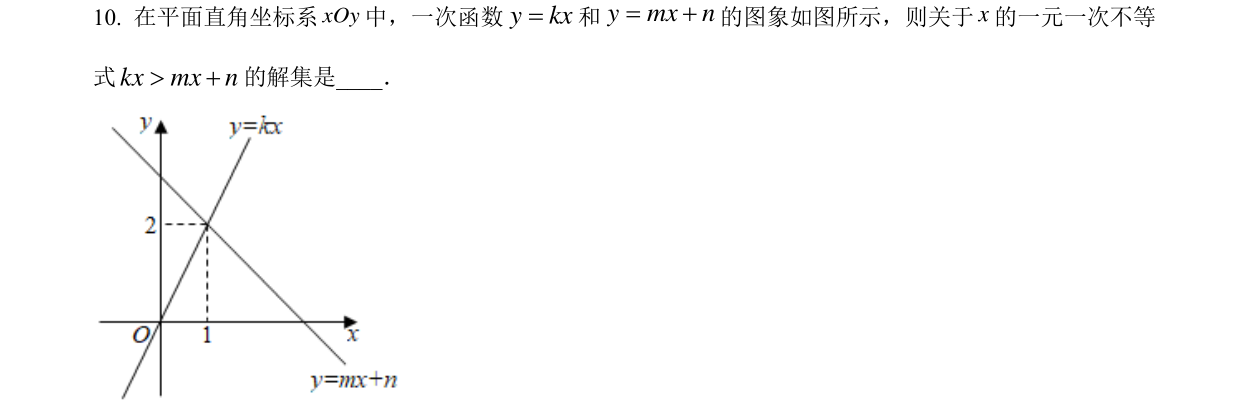 10. 在平面直角坐标系 xOy 中，一次函数 y = kx 和 y = mx + n 的图象如图所示，则关于 x 的一元一次不等
式 kx > mx + n 的解集是____．
y
y=kx
2
O
1
x
y=mx+n